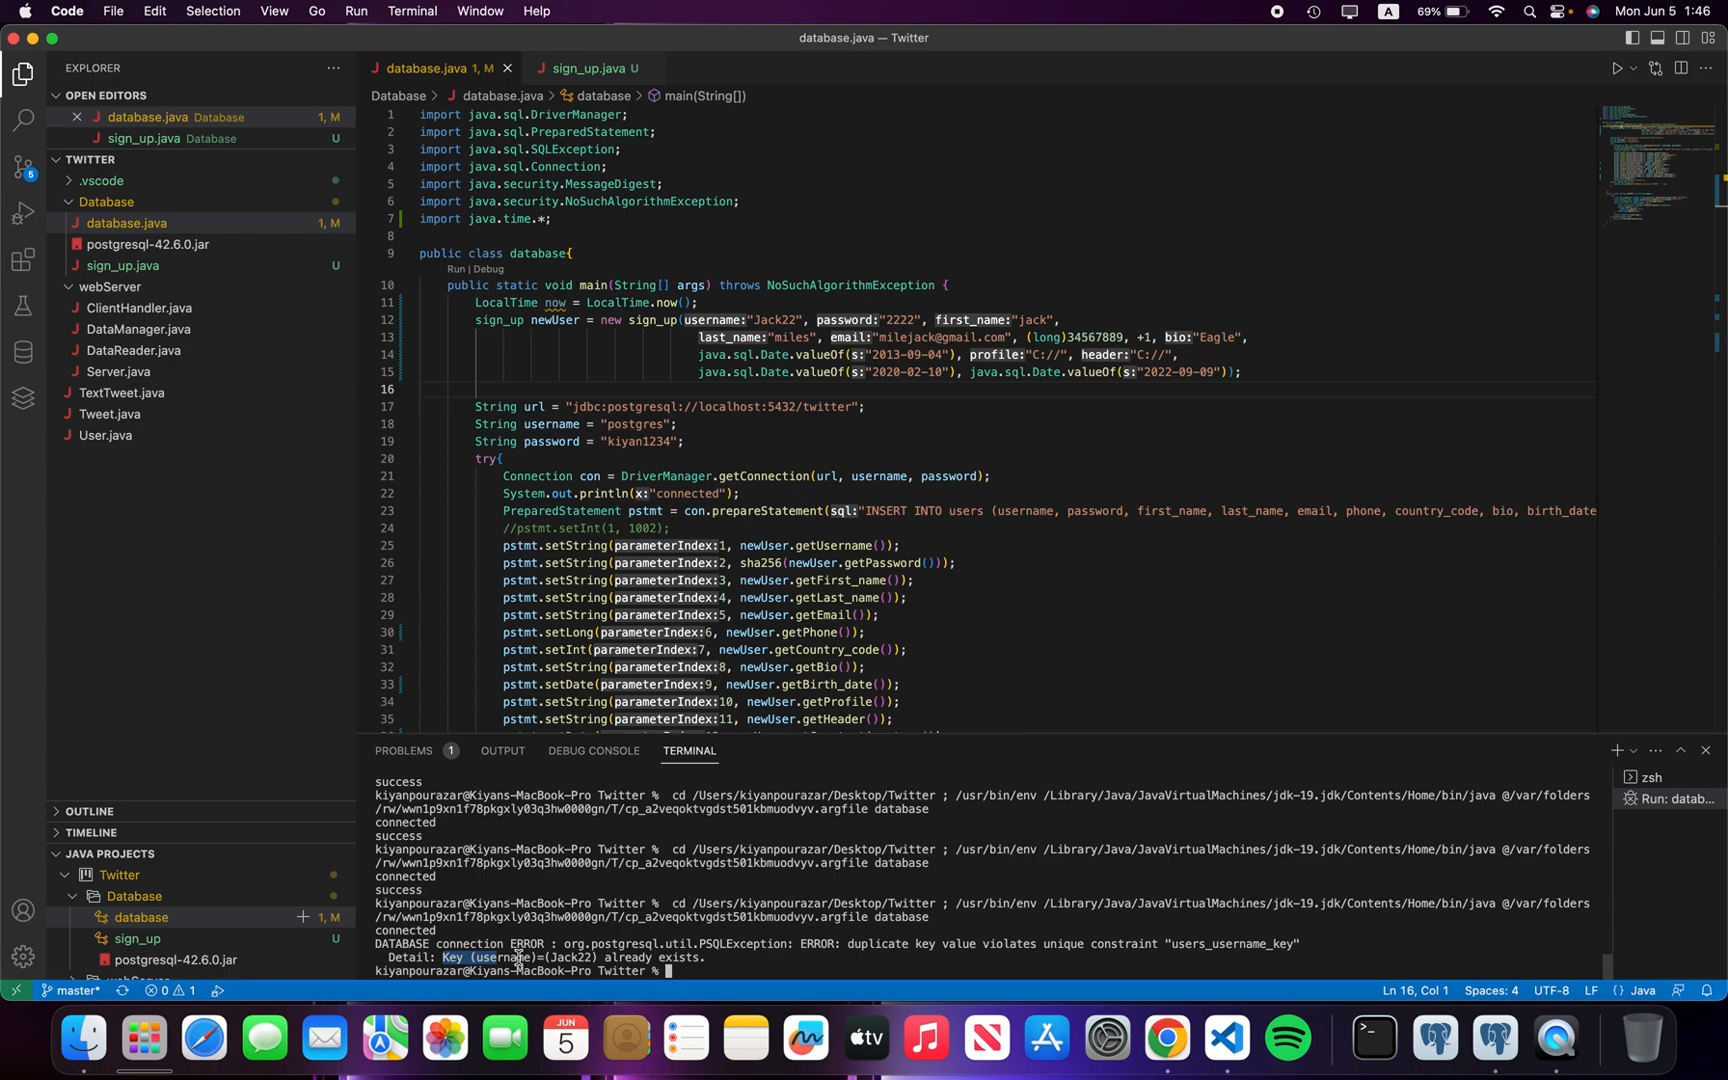 Code File Edit Selection View Go Run Terminal Window Help
A 69% Mon Jun 5 1:46
database.java — Twitter
EXPLORER
OPEN EDITORS
database.java Database 1, M
sign_up.java Database U
TWITTER
.vscode
Database
database.java 1, M
postgresql-42.6.0.jar
sign_up.java U
webServer
ClientHandler.java
DataManager.java
DataReader.java
Server.java
TextTweet.java
Tweet.java
User.java
OUTLINE
TIMELINE
JAVA PROJECTS
Twitter
Database
database 1, M
sign_up U
postgresql-42.6.0.jar
5
database.java 1, M
sign_up.java U
Database > database.java > database > main(String[])
1 import java.sql.DriverManager;
2 import java.sql.PreparedStatement;
3 import java.sql.SQLException;
4 import java.sql.Connection;
5 import java.security.MessageDigest;
6 import java.security.NoSuchAlgorithmException;
7 import java.time.*;
8
9 public class database{
Run | Debug
10 public static void main(String[] args) throws NoSuchAlgorithmException {
11 LocalTime now = LocalTime.now();
12 sign_up newUser = new sign_up(username:"Jack22", password:"2222", first_name:"jack",
13 last_name:"miles", email:"milejack@gmail.com", (long)34567889, +1, bio:"Eagle",
14 java.sql.Date.valueOf(s:"2013-09-04"), profile:"C://", header:"C://",
15 java.sql.Date.valueOf(s:"2020-02-10"), java.sql.Date.valueOf(s:"2022-09-09"));
16
17 String url = "jdbc:postgresql://localhost:5432/twitter";
18 String username = "postgres";
19 String password = "kiyan1234";
20 try{
21 Connection con = DriverManager.getConnection(url, username, password);
22 System.out.println(x:"connected");
23 PreparedStatement pstmt = con.prepareStatement(sql:"INSERT INTO users (username, password, first_name, last_name, email, phone, country_code, bio, birth_date
24 //pstmt.setInt(1, 1002);
25 pstmt.setString(parameterIndex:1, newUser.getUsername());
26 pstmt.setString(parameterIndex:2, sha256(newUser.getPassword()));
27 pstmt.setString(parameterIndex:3, newUser.getFirst_name());
28 pstmt.setString(parameterIndex:4, newUser.getLast_name());
29 pstmt.setString(parameterIndex:5, newUser.getEmail());
30 pstmt.setLong(parameterIndex:6, newUser.getPhone());
31 pstmt.setInt(parameterIndex:7, newUser.getCountry_code());
32 pstmt.setString(parameterIndex:8, newUser.getBio());
33 pstmt.setDate(parameterIndex:9, newUser.getBirth_date());
34 pstmt.setString(parameterIndex:10, newUser.getProfile());
35 pstmt.setString(parameterIndex:11, newUser.getHeader());
PROBLEMS 1 OUTPUT DEBUG CONSOLE TERMINAL
success
kiyanpourazar@Kiyans-MacBook-Pro Twitter % cd /Users/kiyanpourazar/Desktop/Twitter ; /usr/bin/env /Library/Java/JavaVirtualMachines/jdk-19.jdk/Contents/Home/bin/java @/var/folders
/rw/wwn1p9xn1f78pkgxly03q3hw0000gn/T/cp_a2veqoktvgdst501kbmuodvyv.argfile database
connected
success
kiyanpourazar@Kiyans-MacBook-Pro Twitter % cd /Users/kiyanpourazar/Desktop/Twitter ; /usr/bin/env /Library/Java/JavaVirtualMachines/jdk-19.jdk/Contents/Home/bin/java @/var/folders
/rw/wwn1p9xn1f78pkgxly03q3hw0000gn/T/cp_a2veqoktvgdst501kbmuodvyv.argfile database
connected
success
kiyanpourazar@Kiyans-MacBook-Pro Twitter % cd /Users/kiyanpourazar/Desktop/Twitter ; /usr/bin/env /Library/Java/JavaVirtualMachines/jdk-19.jdk/Contents/Home/bin/java @/var/folders
/rw/wwn1p9xn1f78pkgxly03q3hw0000gn/T/cp_a2veqoktvgdst501kbmuodvyv.argfile database
connected
DATABASE connection ERROR : org.postgresql.util.PSQLException: ERROR: duplicate key value violates unique constraint "users_username_key"
Detail: Key (username)=(Jack22) already exists.
kiyanpourazar@Kiyans-MacBook-Pro Twitter %
zsh
Run: datab...
master* 0 1 Ln 16, Col 1 Spaces: 4 UTF-8 LF {} Java
JUN
5
tv